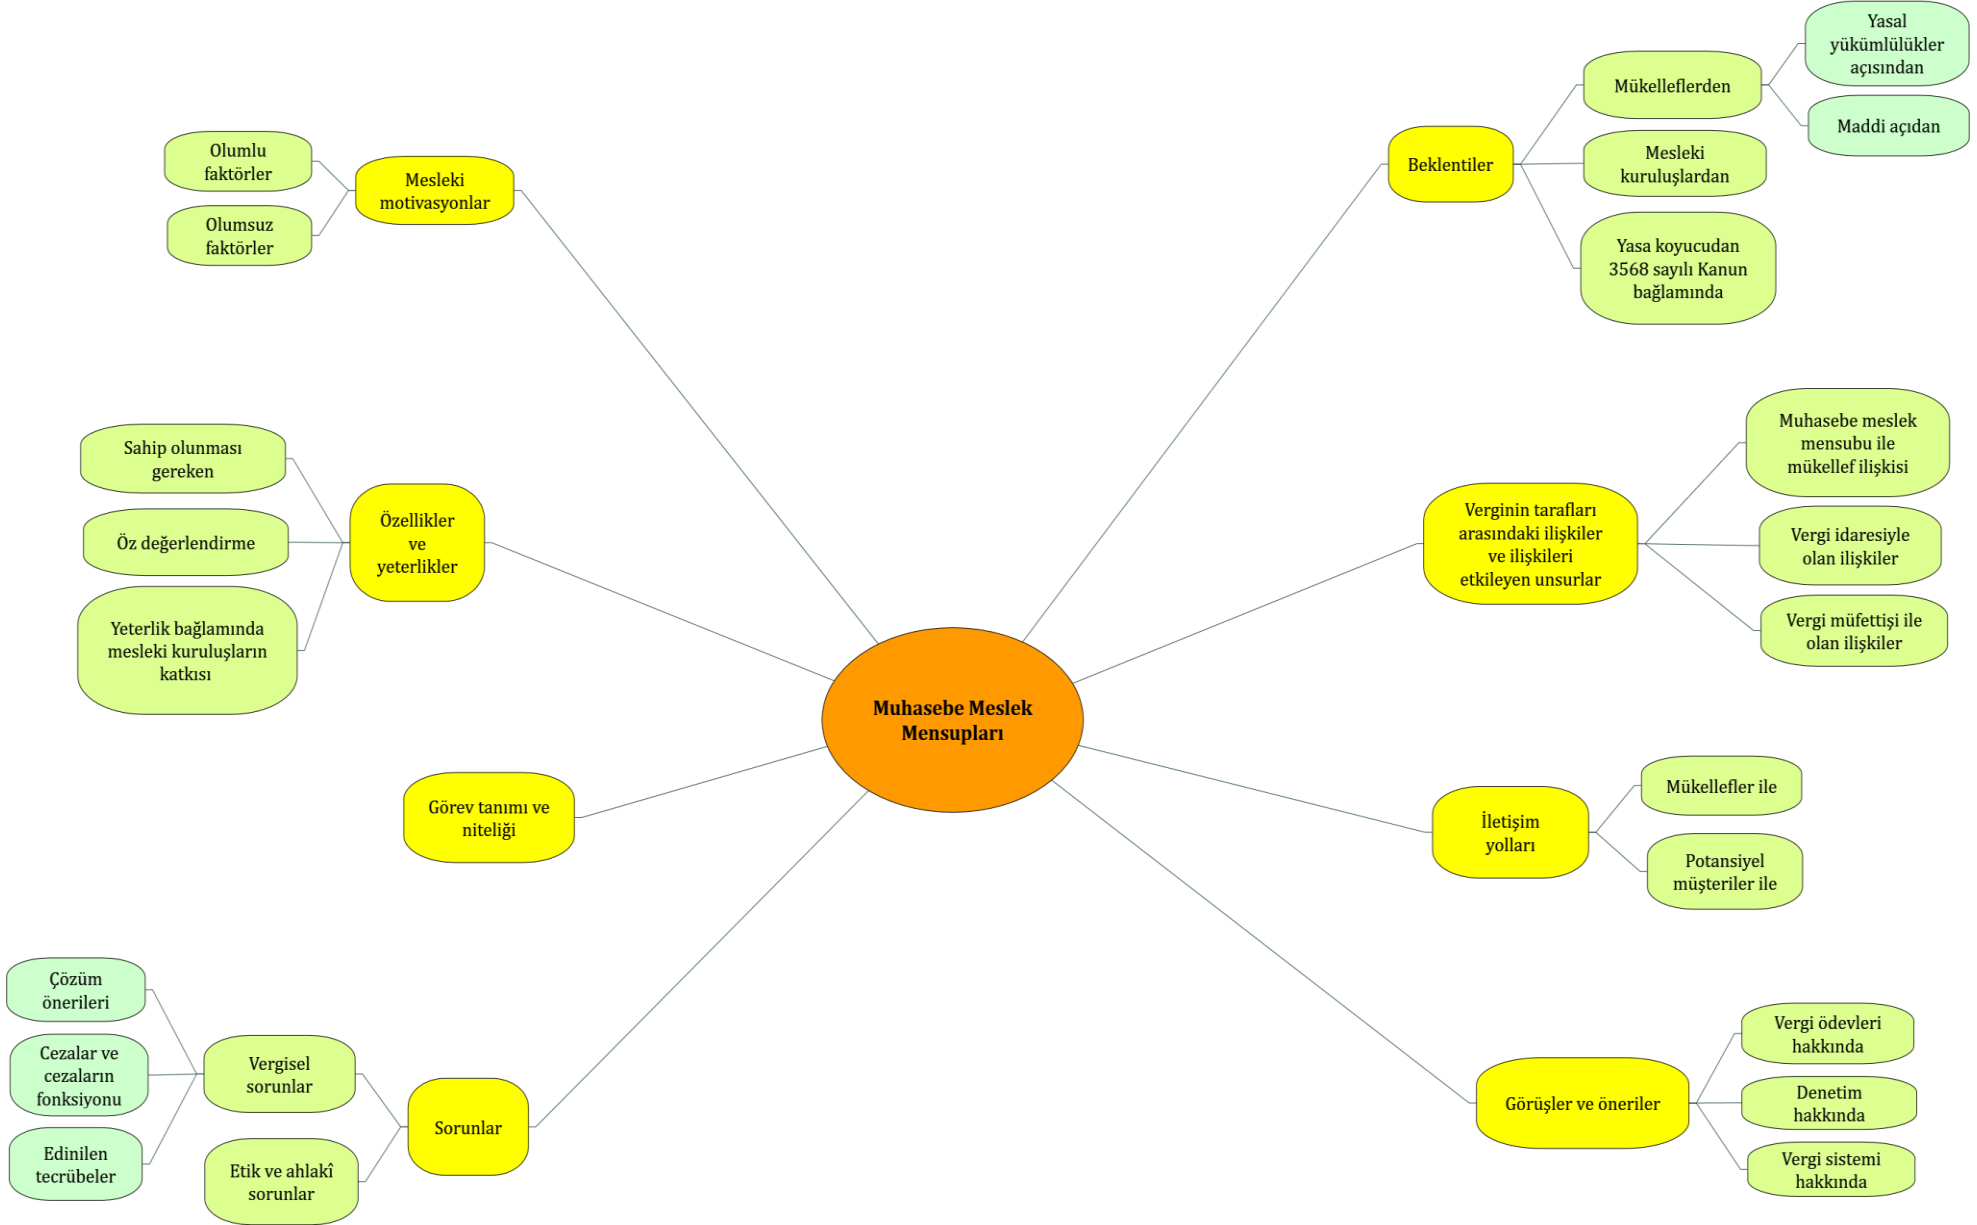 Muhasebe Meslek
Mensupları
Mesleki
motivasyonlar
Olumlu
faktörler
Olumsuz
faktörler
Özellikler
ve
yeterlikler
Sahip olunması
gereken
Öz değerlendirme
Yeterlik bağlamında
mesleki kuruluşların
katkısı
Görev tanımı ve
niteliği
Sorunlar
Vergisel
sorunlar
Çözüm
önerileri
Cezalar ve
cezaların
fonksiyonu
Edinilen
tecrübeler
Etik ve ahlakî
sorunlar
Beklentiler
Mükelleflerden
Yasal
yükümlülükler
açısından
Maddi açıdan
Mesleki
kuruluşlardan
Yasa koyucudan
3568 sayılı Kanun
bağlamında
Verginin tarafları
arasındaki ilişkiler
ve ilişkileri
etkileyen unsurlar
Muhasebe meslek
mensubu ile
mükellef ilişkisi
Vergi idaresiyle
olan ilişkiler
Vergi müfettişi ile
olan ilişkiler
İletişim
yolları
Mükellefler ile
Potansiyel
müşteriler ile
Görüşler ve öneriler
Vergi ödevleri
hakkında
Denetim
hakkında
Vergi sistemi
hakkında